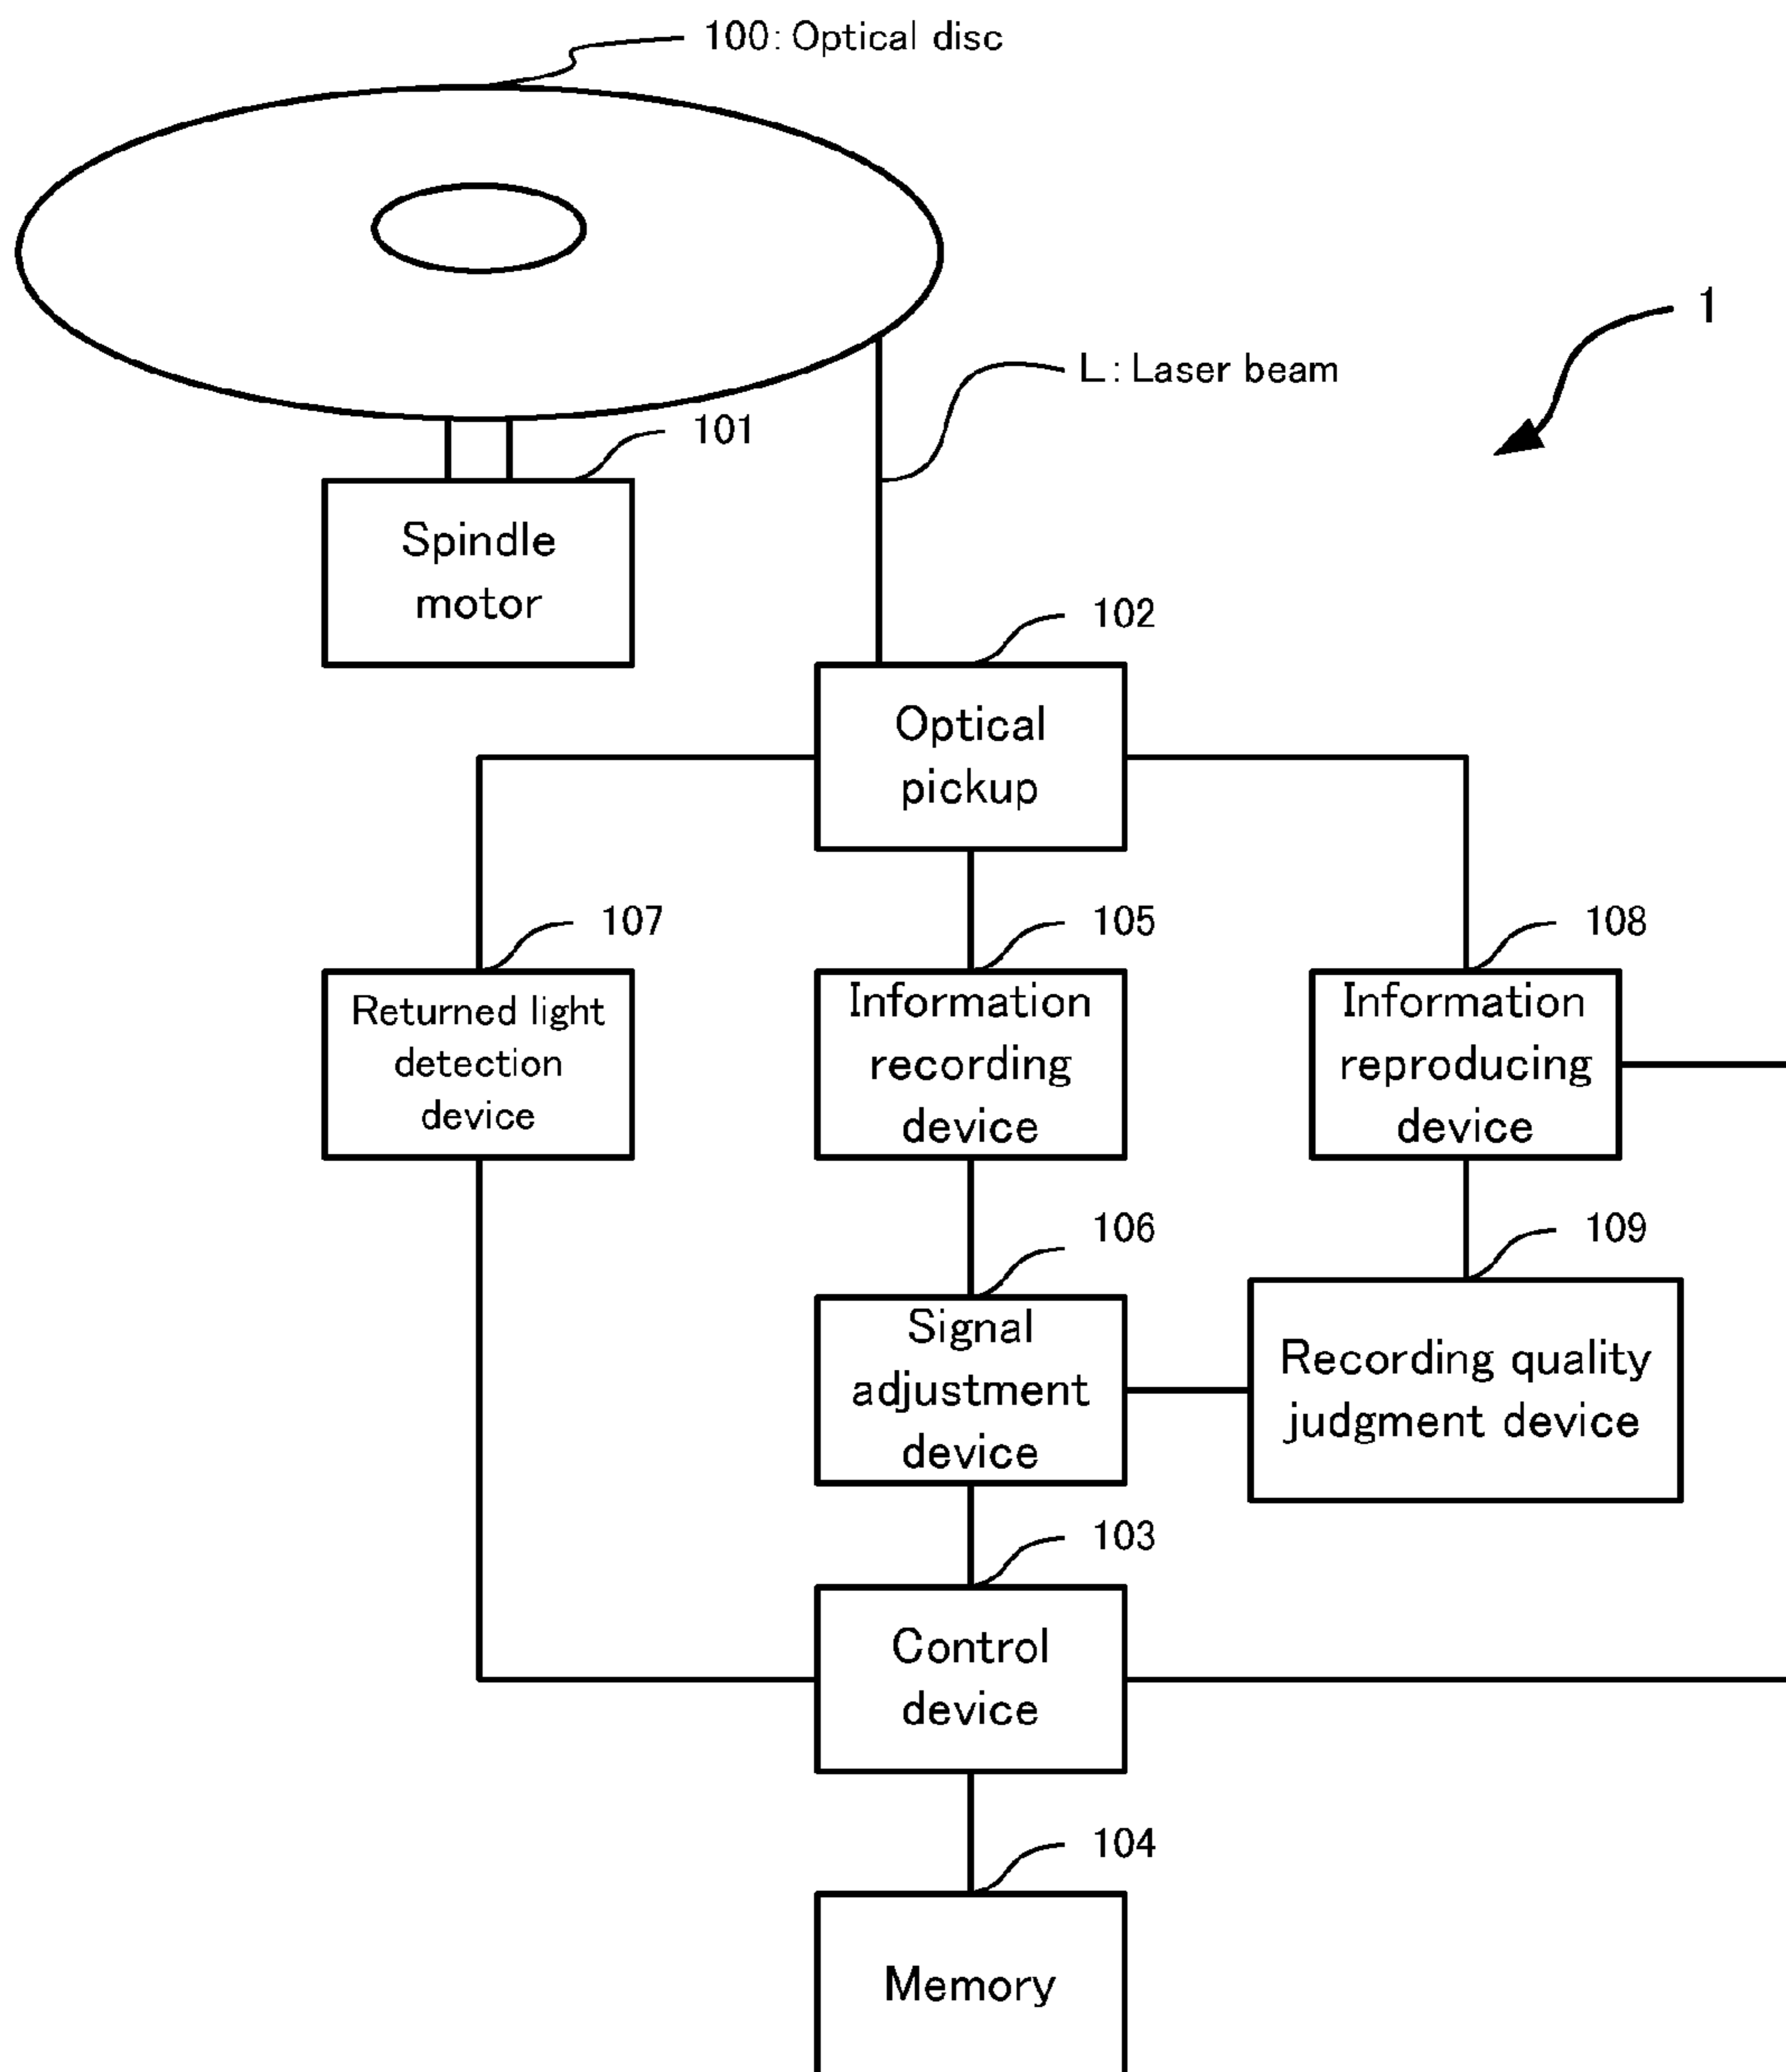 100: Optical disc
1
L: Laser beam
101
Spindle
motor
102
Optical
pickup
107
105
108
Returned light
detection
device
Information
recording
device
Information
reproducing
device
106
109
Signal
adjustment
device
Recording quality
judgment device
103
Control
device
104
Memory